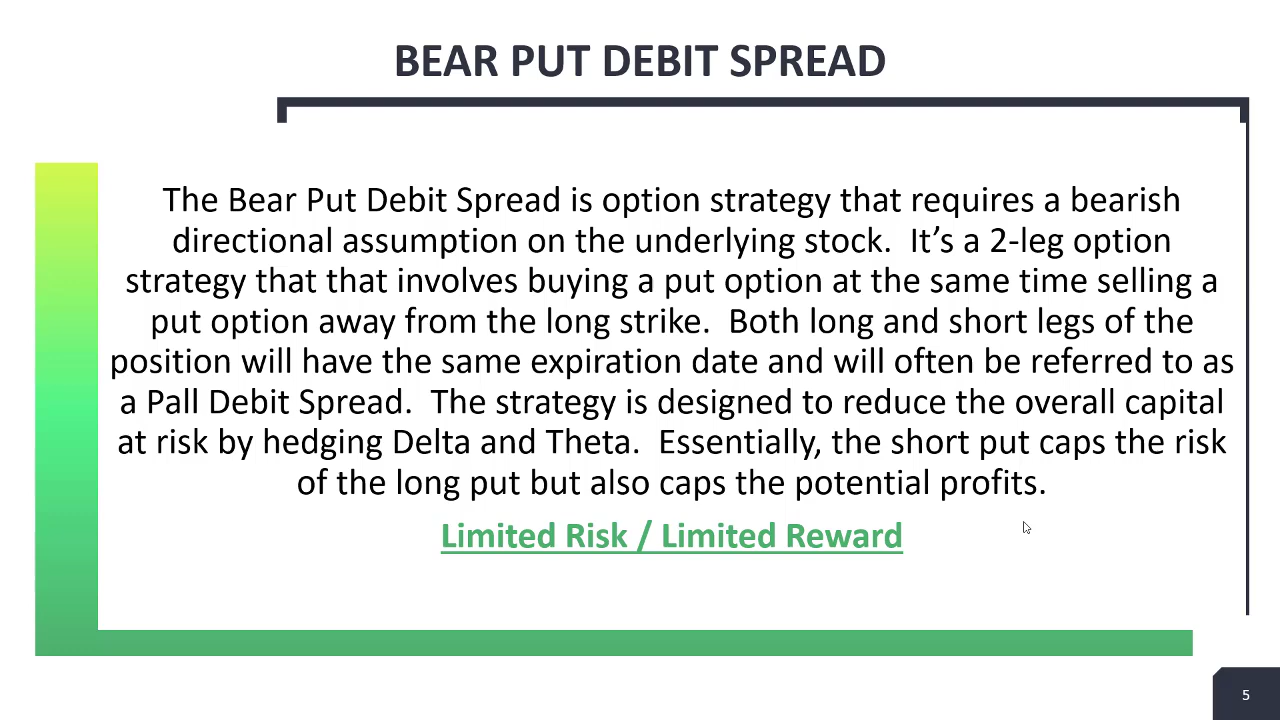 BEAR PUT DEBIT SPREAD
The Bear Put Debit Spread is option strategy that requires a bearish
directional assumption on the underlying stock.  It’s a 2-leg option
strategy that that involves buying a put option at the same time selling a
put option away from the long strike.  Both long and short legs of the
position will have the same expiration date and will often be referred to as
a Pall Debit Spread.  The strategy is designed to reduce the overall capital
at risk by hedging Delta and Theta.  Essentially, the short put caps the risk
of the long put but also caps the potential profits.
Limited Risk / Limited Reward
5